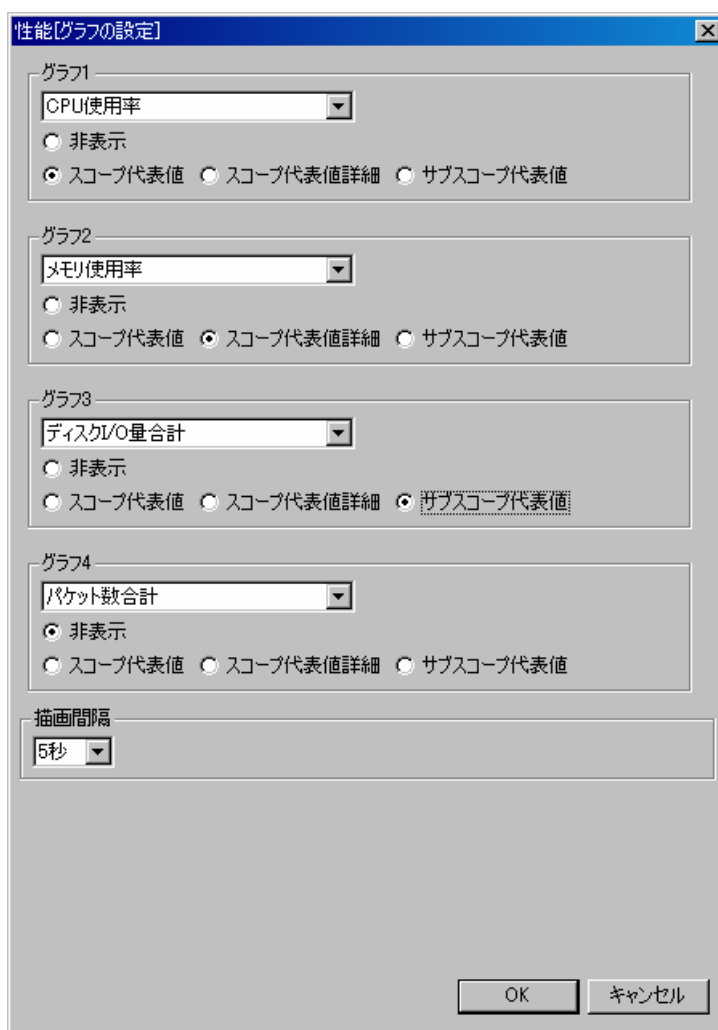 性能[グラフの設定]
グラフ1
CPU使用率
非表示
スコープ代表値 スコープ代表値詳細 サブスコープ代表値
グラフ2
メモリ使用率
非表示
スコープ代表値 スコープ代表値詳細 サブスコープ代表値
グラフ3
ディスクI/O量合計
非表示
スコープ代表値 スコープ代表値詳細 サブスコープ代表値
グラフ4
パケット数合計
非表示
スコープ代表値 スコープ代表値詳細 サブスコープ代表値
描画間隔
5秒
OK キャンセル